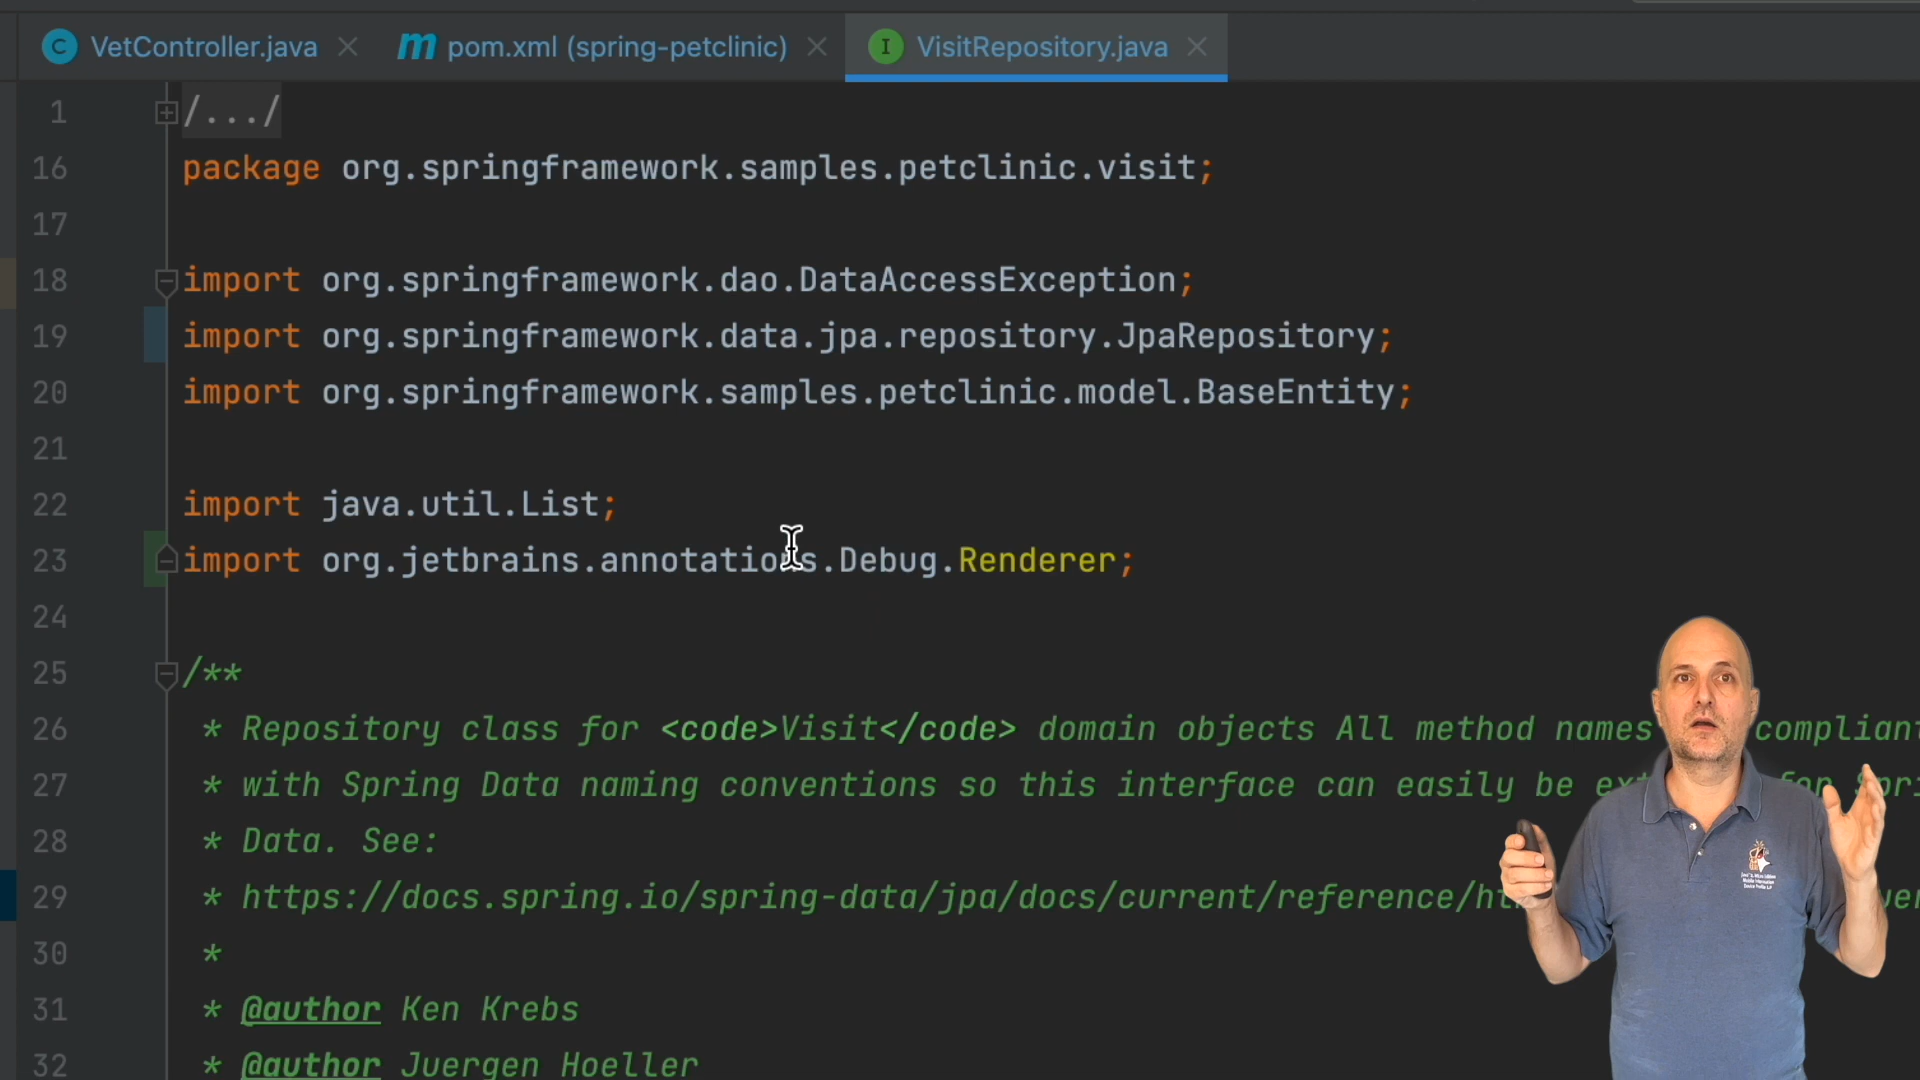 VetController.java
pom.xml (spring-petclinic)
VisitRepository.java
1 /.../
16 package org.springframework.samples.petclinic.visit;
17
18 import org.springframework.dao.DataAccessException;
19 import org.springframework.data.jpa.repository.JpaRepository;
20 import org.springframework.samples.petclinic.model.BaseEntity;
21
22 import java.util.List;
23 import org.jetbrains.annotations.Debug.Renderer;
24
25 /**
26 * Repository class for <code>Visit</code> domain objects All method names compliant
27 * with Spring Data naming conventions so this interface can easily be for
28 * Data. See:
29 * https://docs.spring.io/spring-data/jpa/docs/current/reference/
30 *
31 * @author Ken Krebs
32 * @author Juergen Hoeller